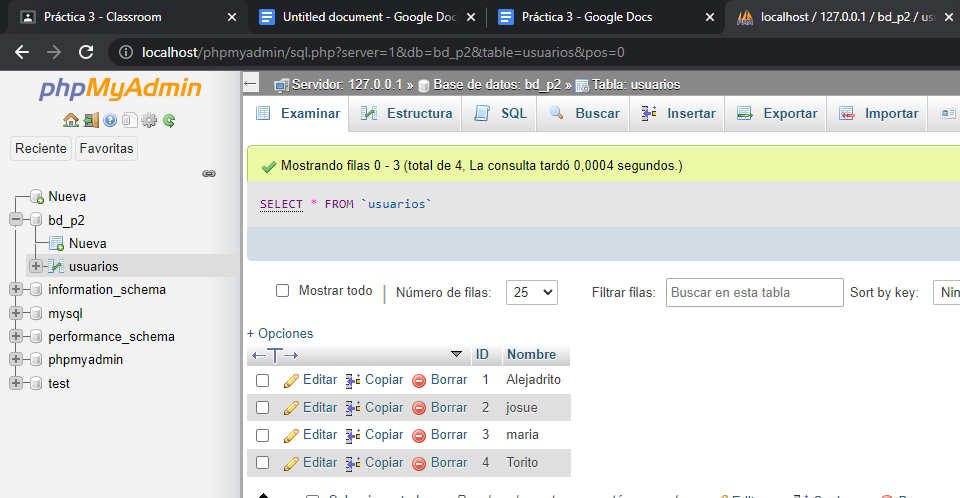 Práctica 3 - Classroom
Untitled document - Google Doc
Práctica 3 - Google Docs
localhost / 127.0.0.1 / bd_p2 / us
localhost/phpmyadmin/sql.php?server=1&db=bd_p2&table=usuarios&pos=0
phpMyAdmin
Reciente Favoritas
Nueva
bd_p2
Nueva
usuarios
information_schema
mysql
performance_schema
phpmyadmin
test
Servidor: 127.0.0.1 » Base de datos: bd_p2 » Tabla: usuarios
Examinar Estructura SQL Buscar Insertar Exportar Importar
Mostrando filas 0 - 3 (total de 4, La consulta tardó 0,0004 segundos.)
SELECT * FROM `usuarios`
Mostrar todo Número de filas: 25 Filtrar filas: Buscar en esta tabla Sort by key: Nin
+ Opciones
ID Nombre
Editar Copiar Borrar 1 Alejadrito
Editar Copiar Borrar 2 josue
Editar Copiar Borrar 3 maria
Editar Copiar Borrar 4 Torito